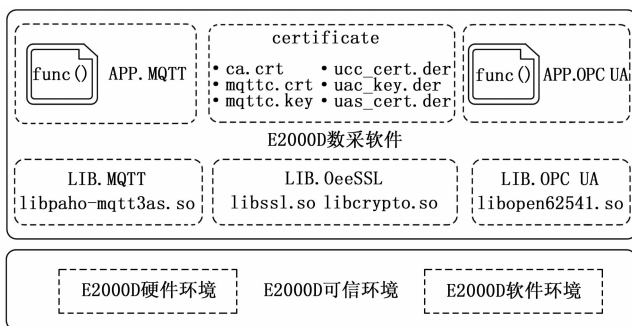 func() APP.MQTT
certificate
• ca.crt • ucc_cert.der
• mqttc.crt • uac_key.der
• mqttc.key • uas_cert.der
func() APP.OPC UA
E2000D数采软件
LIB.MQTT
libpaho-mqtt3as.so
LIB.OeeSSL
libssl.so libcrypto.so
LIB.OPC UA
libopen62541.so
E2000D硬件环境 E2000D可信环境 E2000D软件环境